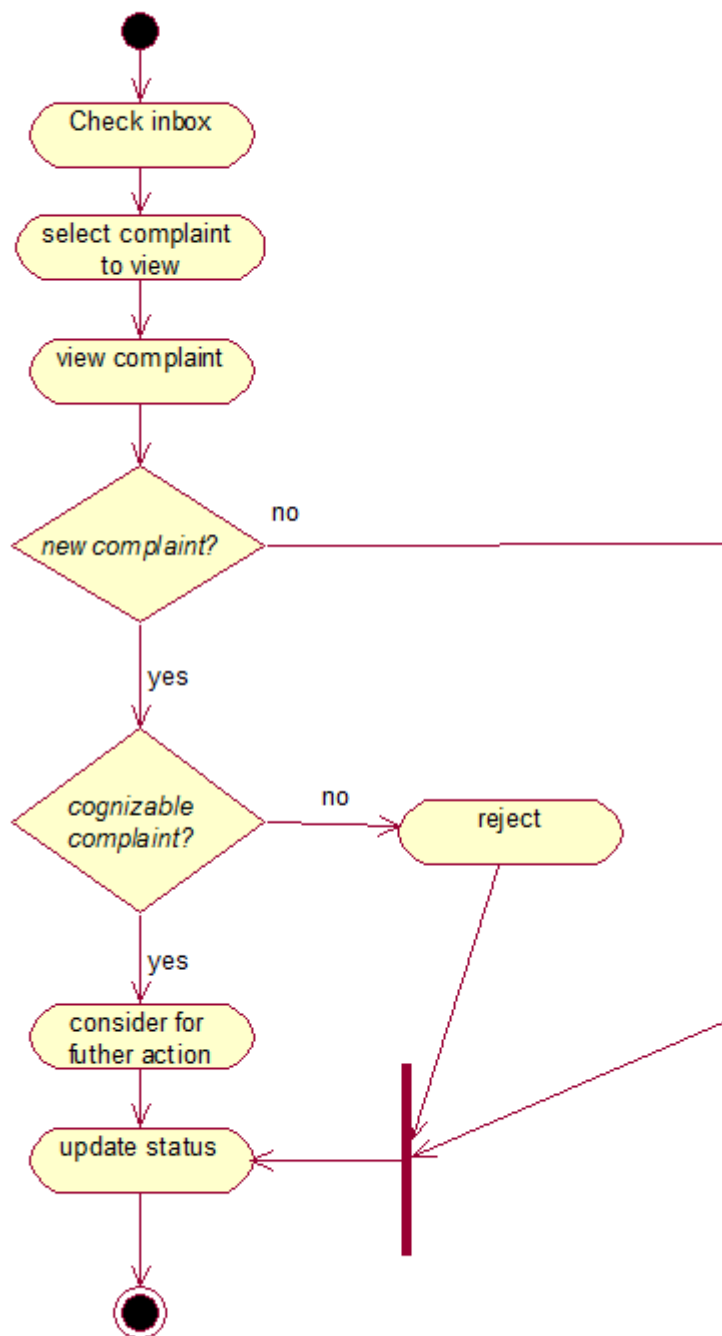 Check inbox
select complaint
to view
view complaint
new complaint?
no
yes
cognizable
complaint?
no
reject
yes
consider for
futher action
update status